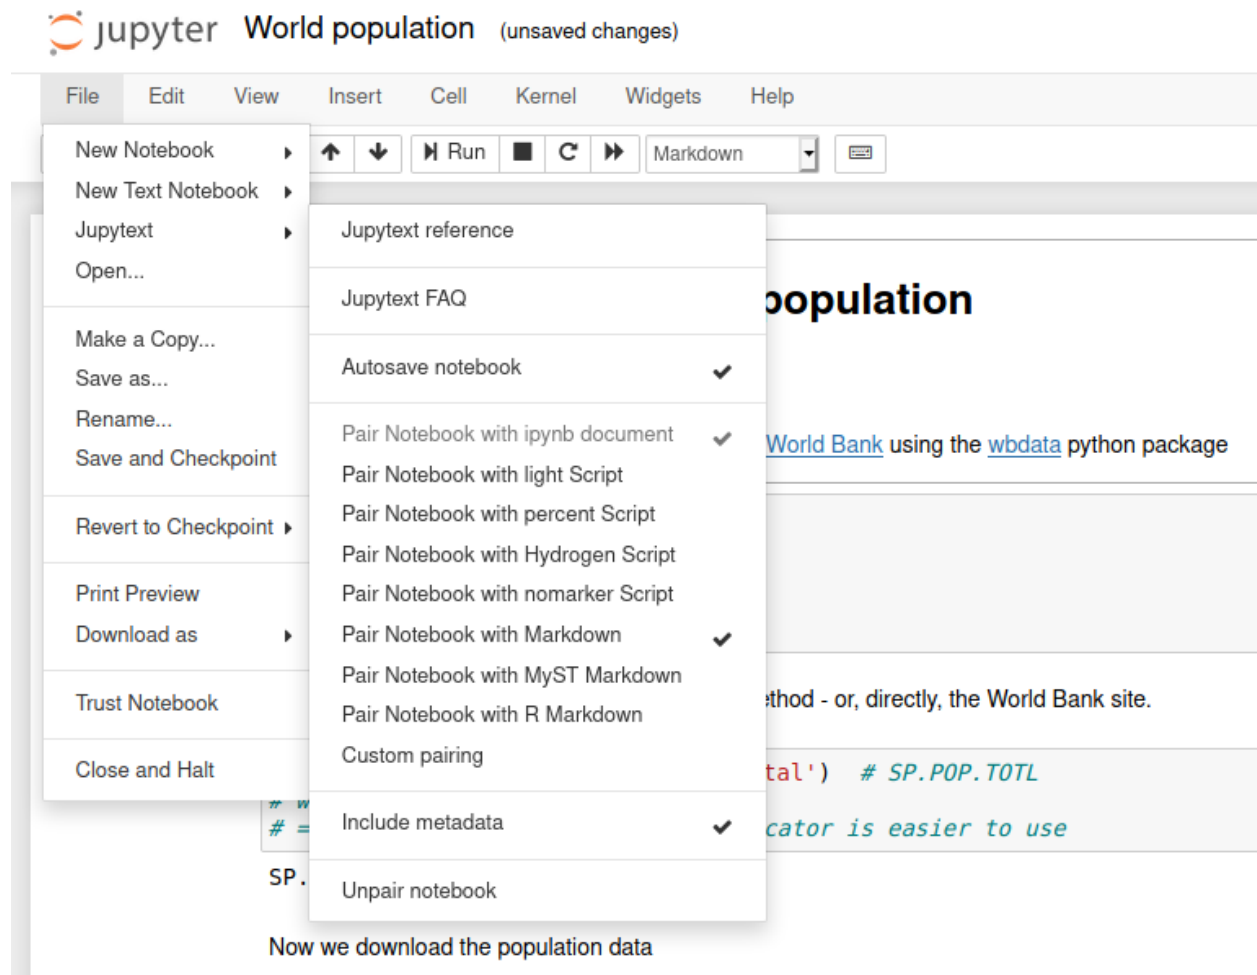 jupyter World population (unsaved changes)
File Edit View Insert Cell Kernel Widgets Help
Run Markdown
New Notebook
New Text Notebook
Jupytext
Open...
Make a Copy...
Save as...
Rename...
Save and Checkpoint
Revert to Checkpoint
Print Preview
Download as
Trust Notebook
Close and Halt
Jupytext reference
Jupytext FAQ
Autosave notebook
Pair Notebook with ipynb document
Pair Notebook with light Script
Pair Notebook with percent Script
Pair Notebook with Hydrogen Script
Pair Notebook with nomarker Script
Pair Notebook with Markdown
Pair Notebook with MyST Markdown
Pair Notebook with R Markdown
Custom pairing
Include metadata
Unpair notebook
population
World Bank using the wbdata python package
thod - or, directly, the World Bank site.
tal') # SP.POP.TOTL
# w
# = cator is easier to use
SP.
Now we download the population data